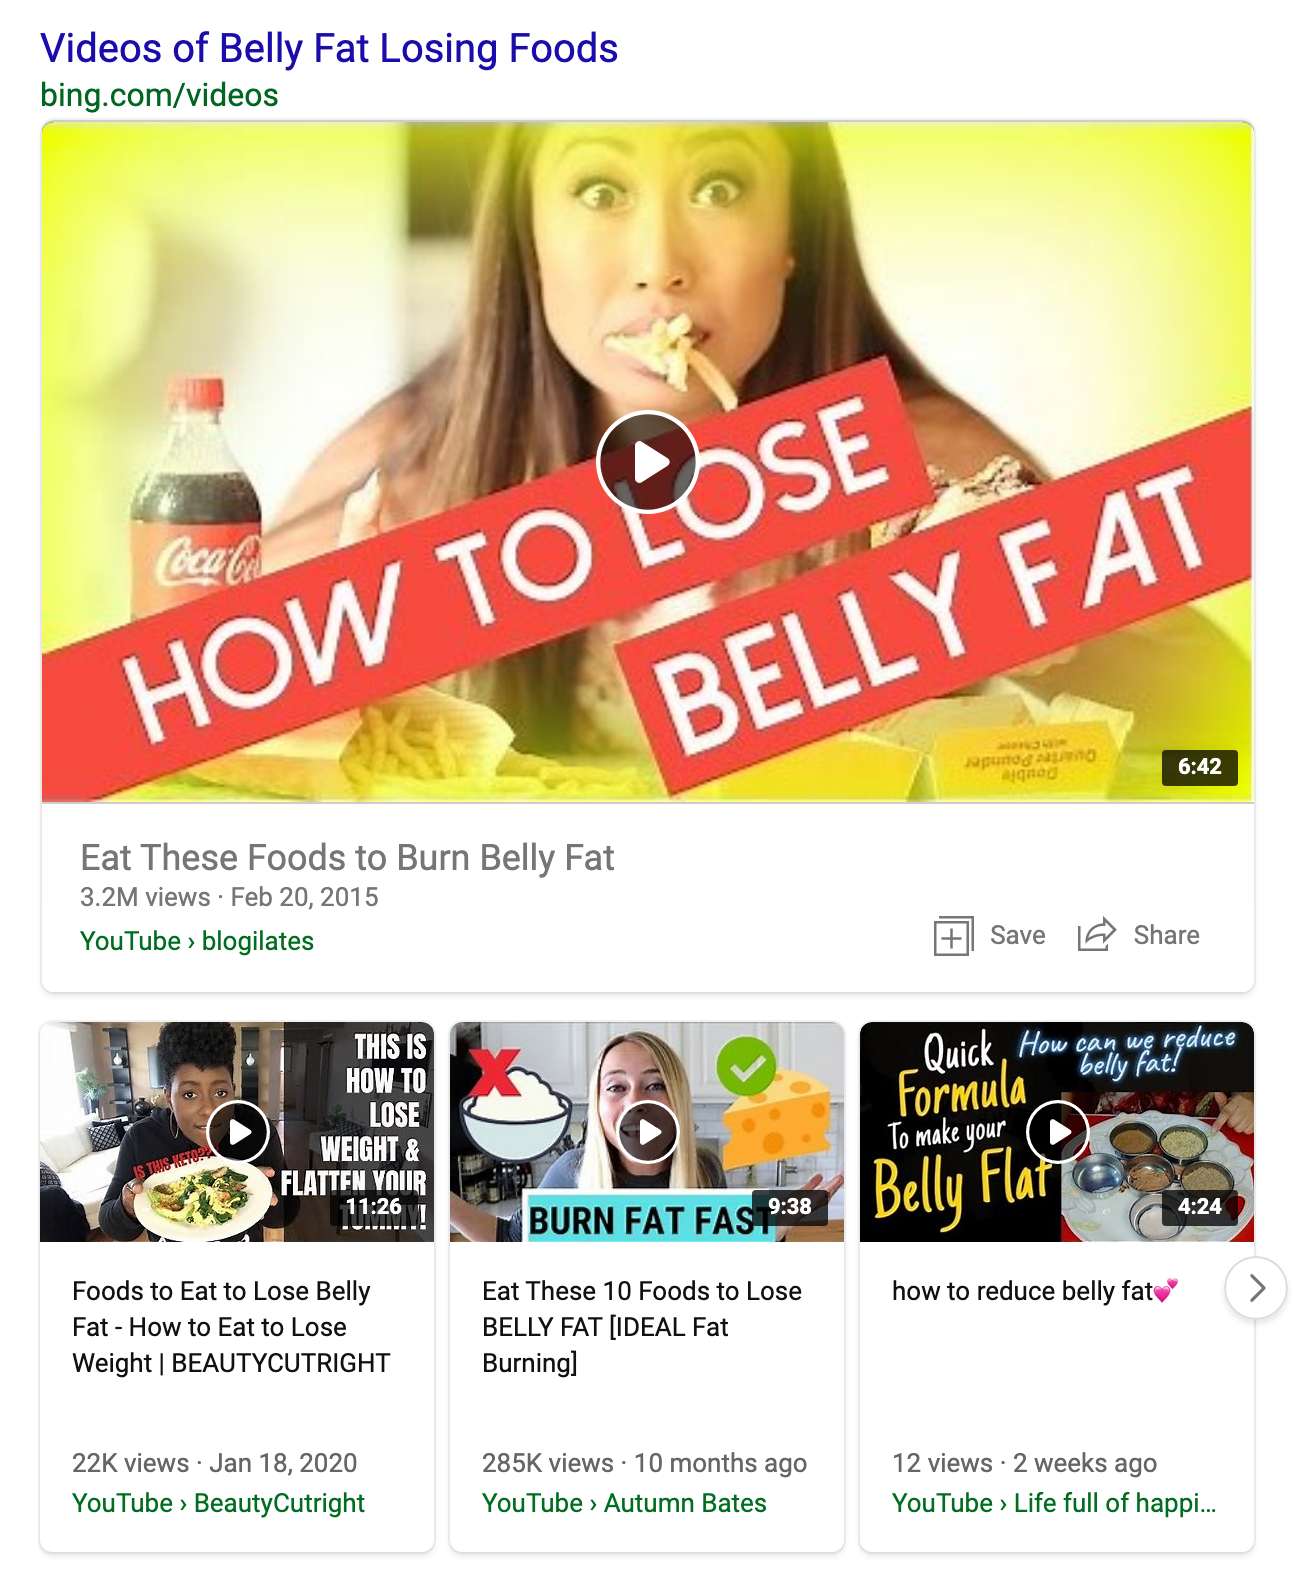 Videos of Belly Fat Losing Foods
bing.com/videos
Coca-Co
HOW TO LOSE
BELLY FAT
Double
Quarter Pounder
with Cheese
6:42
Eat These Foods to Burn Belly Fat
3.2M views · Feb 20, 2015
YouTube › blogilates
Save
Share
THIS IS
HOW TO
LOSE
WEIGHT &
FLATTEN YOUR
TUMMY!
IS THIS KETO??
11:26
Foods to Eat to Lose Belly
Fat - How to Eat to Lose
Weight | BEAUTYCUTRIGHT
22K views · Jan 18, 2020
YouTube › BeautyCutright
BURN FAT FAST
9:38
Eat These 10 Foods to Lose
BELLY FAT [IDEAL Fat
Burning]
285K views · 10 months ago
YouTube › Autumn Bates
Quick
Formula
To make your
Belly Flat
How can we reduce
belly fat!
4:24
how to reduce belly fat💕
12 views · 2 weeks ago
YouTube › Life full of happi...